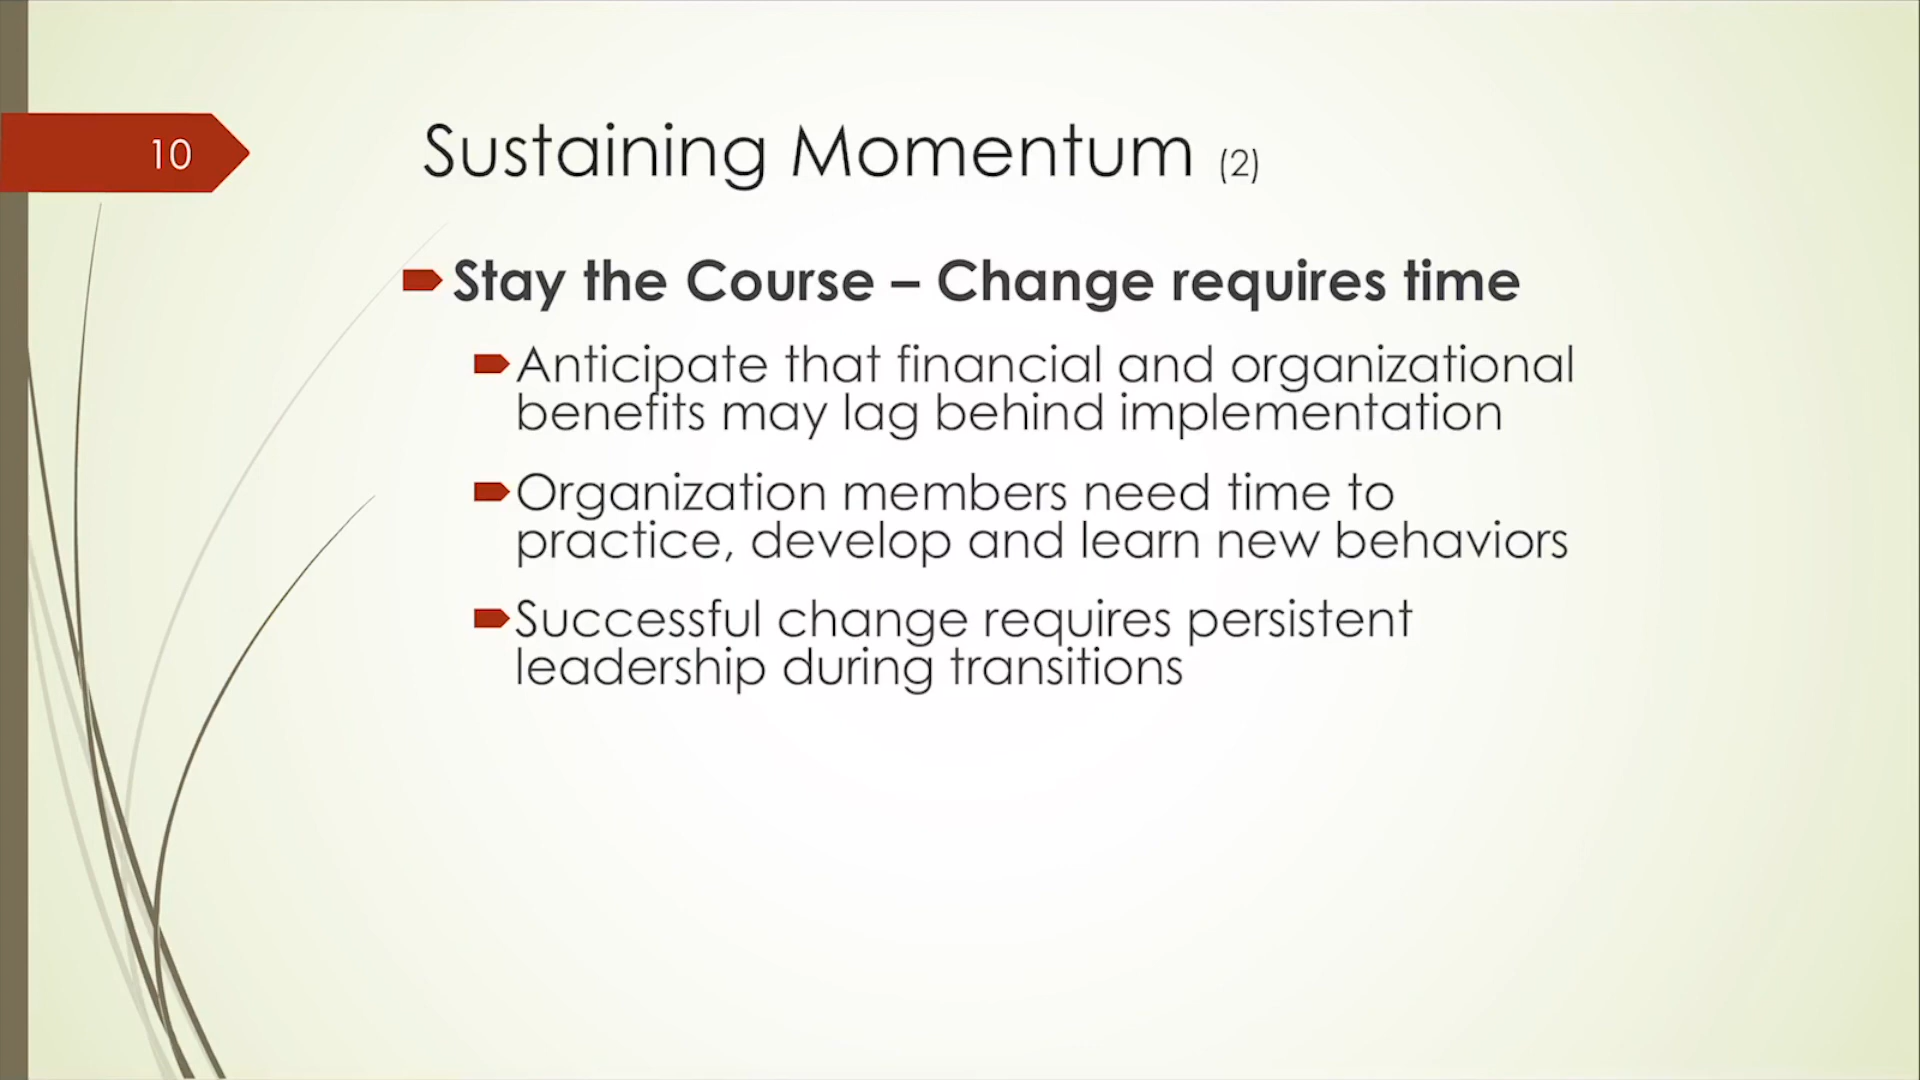 10
Sustaining Momentum (2)
Stay the Course – Change requires time
Anticipate that financial and organizational
benefits may lag behind implementation
Organization members need time to
practice, develop and learn new behaviors
Successful change requires persistent
leadership during transitions